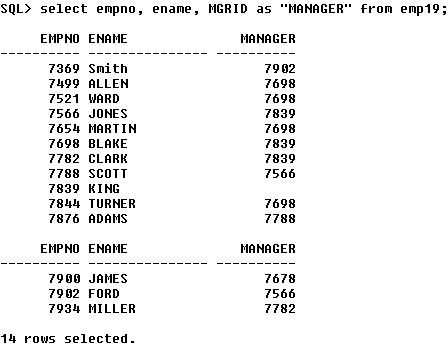 SQL> select empno, ename, MGRID as "MANAGER" from emp19;
EMPNO ENAME MANAGER
---------- --------------- ----------
7369 Smith 7902
7499 ALLEN 7698
7521 WARD 7698
7566 JONES 7839
7654 MARTIN 7698
7698 BLAKE 7839
7782 CLARK 7839
7788 SCOTT 7566
7839 KING
7844 TURNER 7698
7876 ADAMS 7788
EMPNO ENAME MANAGER
---------- --------------- ----------
7900 JAMES 7678
7902 FORD 7566
7934 MILLER 7782
14 rows selected.